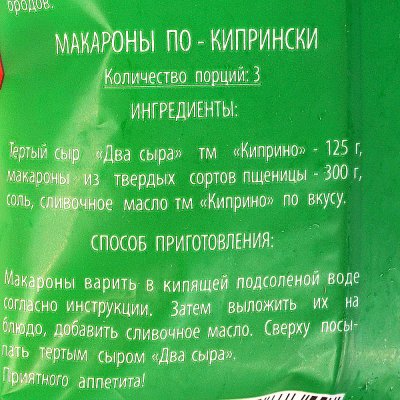 ородов.
МАКАРОНЫ ПО - КИПРИНСКИ
Количество порций: 3
ИНГРЕДИЕНТЫ:
Тертый сыр «Два сыра» тм «Киприно» - 125 г,
макароны из твердых сортов пшеницы - 300 г,
соль, сливочное масло тм «Киприно» по вкусу.
СПОСОБ ПРИГОТОВЛЕНИЯ:
Макароны варить в кипящей подсоленой воде
согласно инструкции. Затем выложить их на
блюдо, добавить сливочное масло. Сверху посы-
пать тертым сыром «Два сыра».
Приятного аппетита!